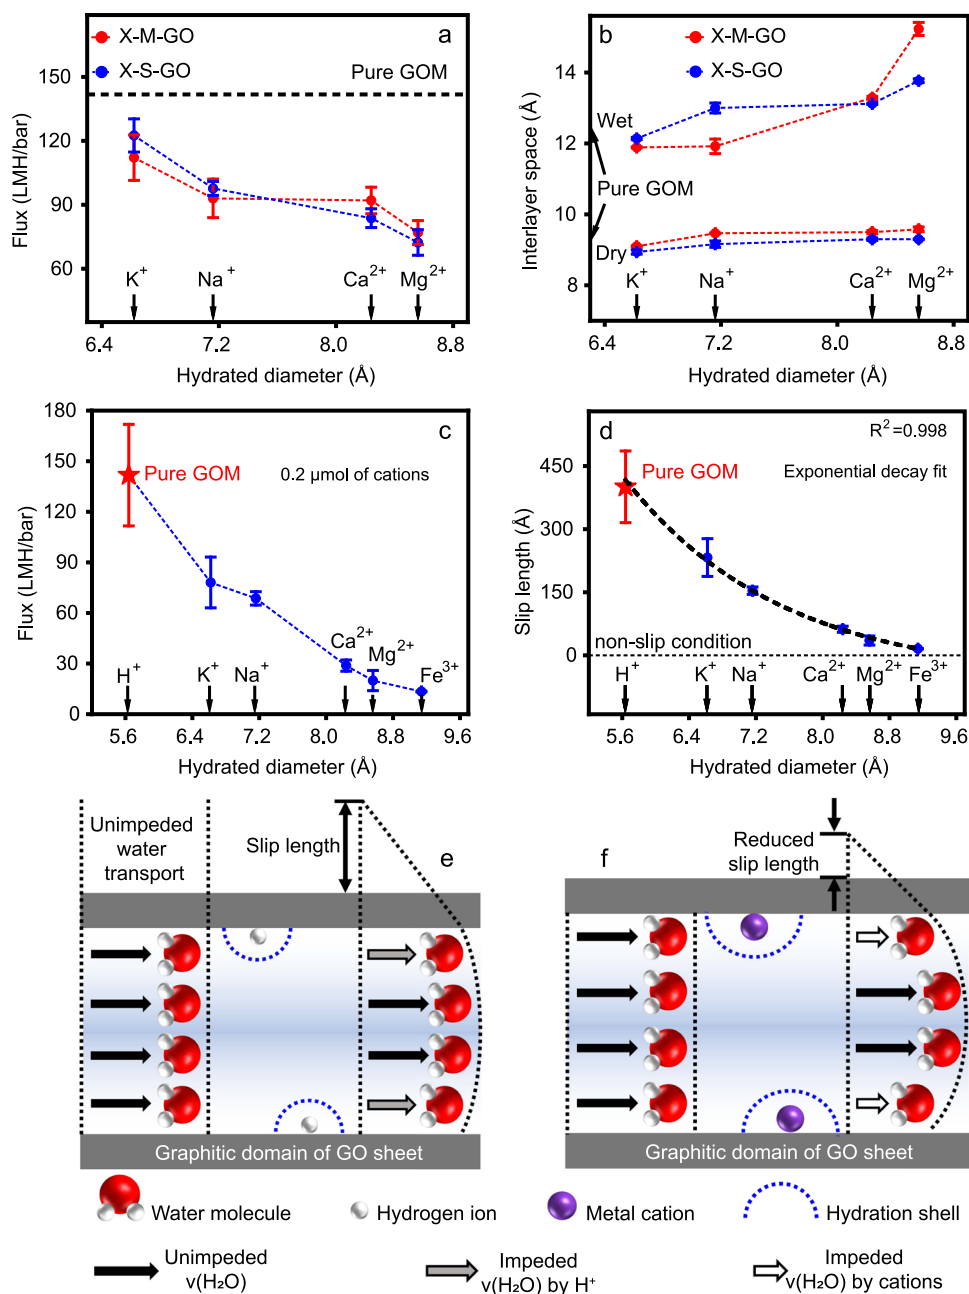 X-M-GO
X-S-GO
a
Pure GOM
Flux (LMH/bar)
150
120
90
60
K+
Na+
Ca2+
Mg2+
6.4
7.2
8.0
8.8
Hydrated diameter (Å)
b
X-M-GO
X-S-GO
Interlayer space (Å)
14
12
10
8
Wet
Pure GOM
Dry
K+
Na+
Ca2+
Mg2+
6.4
7.2
8.0
8.8
Hydrated diameter (Å)
c
Flux (LMH/bar)
180
150
120
90
60
30
0
Pure GOM
0.2 μmol of cations
H+
K+
Na+
Ca2+
Mg2+
Fe3+
5.6
6.4
7.2
8.0
8.8
9.6
Hydrated diameter (Å)
d
R2=0.998
Pure GOM
Exponential decay fit
Slip length (Å)
450
300
150
0
non-slip condition
H+
K+
Na+
Ca2+
Mg2+
Fe3+
5.6
6.4
7.2
8.0
8.8
9.6
Hydrated diameter (Å)
Unimpeded
water
transport
Slip length
e
Graphitic domain of GO sheet
f
Reduced
slip length
Graphitic domain of GO sheet
Water molecule
Hydrogen ion
Metal cation
Hydration shell
Unimpeded
v(H₂O)
Impeded
v(H₂O) by H+
Impeded
v(H₂O) by cations